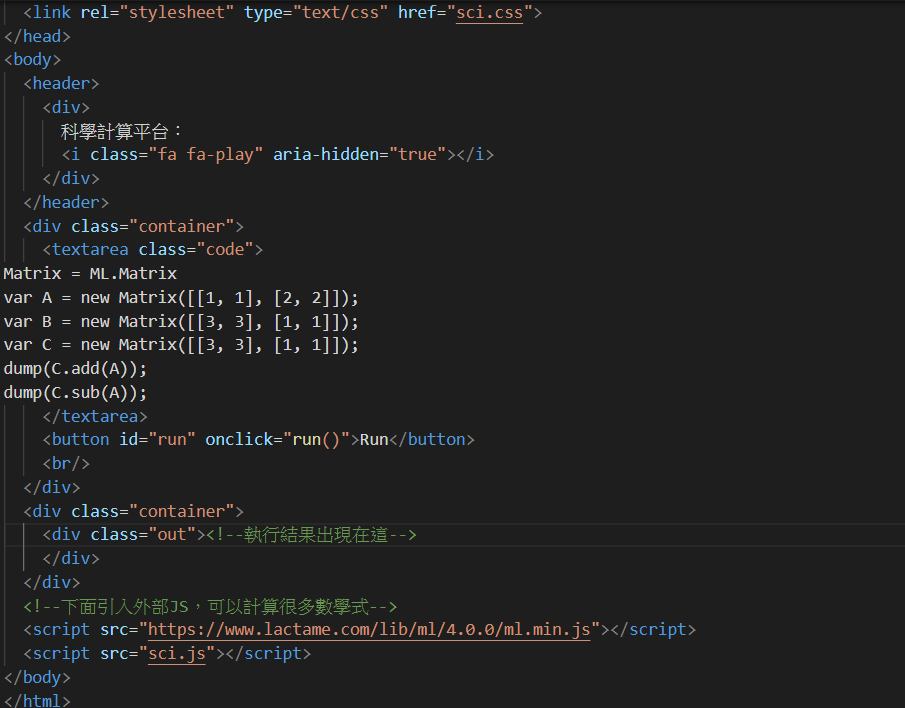 <link rel="stylesheet" type="text/css" href="sci.css">
</head>
<body>
<header>
<div>
科學計算平台：
<i class="fa fa-play" aria-hidden="true"></i>
</div>
</header>
<div class="container">
<textarea class="code">
Matrix = ML.Matrix
var A = new Matrix([[1, 1], [2, 2]]);
var B = new Matrix([[3, 3], [1, 1]]);
var C = new Matrix([[3, 3], [1, 1]]);
dump(C.add(A));
dump(C.sub(A));
</textarea>
<button id="run" onclick="run()">Run</button>
<br/>
</div>
<div class="container">
<div class="out"><!--執行結果出現在這-->
</div>
</div>
<!--下面引入外部JS，可以計算很多數學式-->
<script src="https://www.lactame.com/lib/ml/4.0.0/ml.min.js"></script>
<script src="sci.js"></script>
</body>
</html>